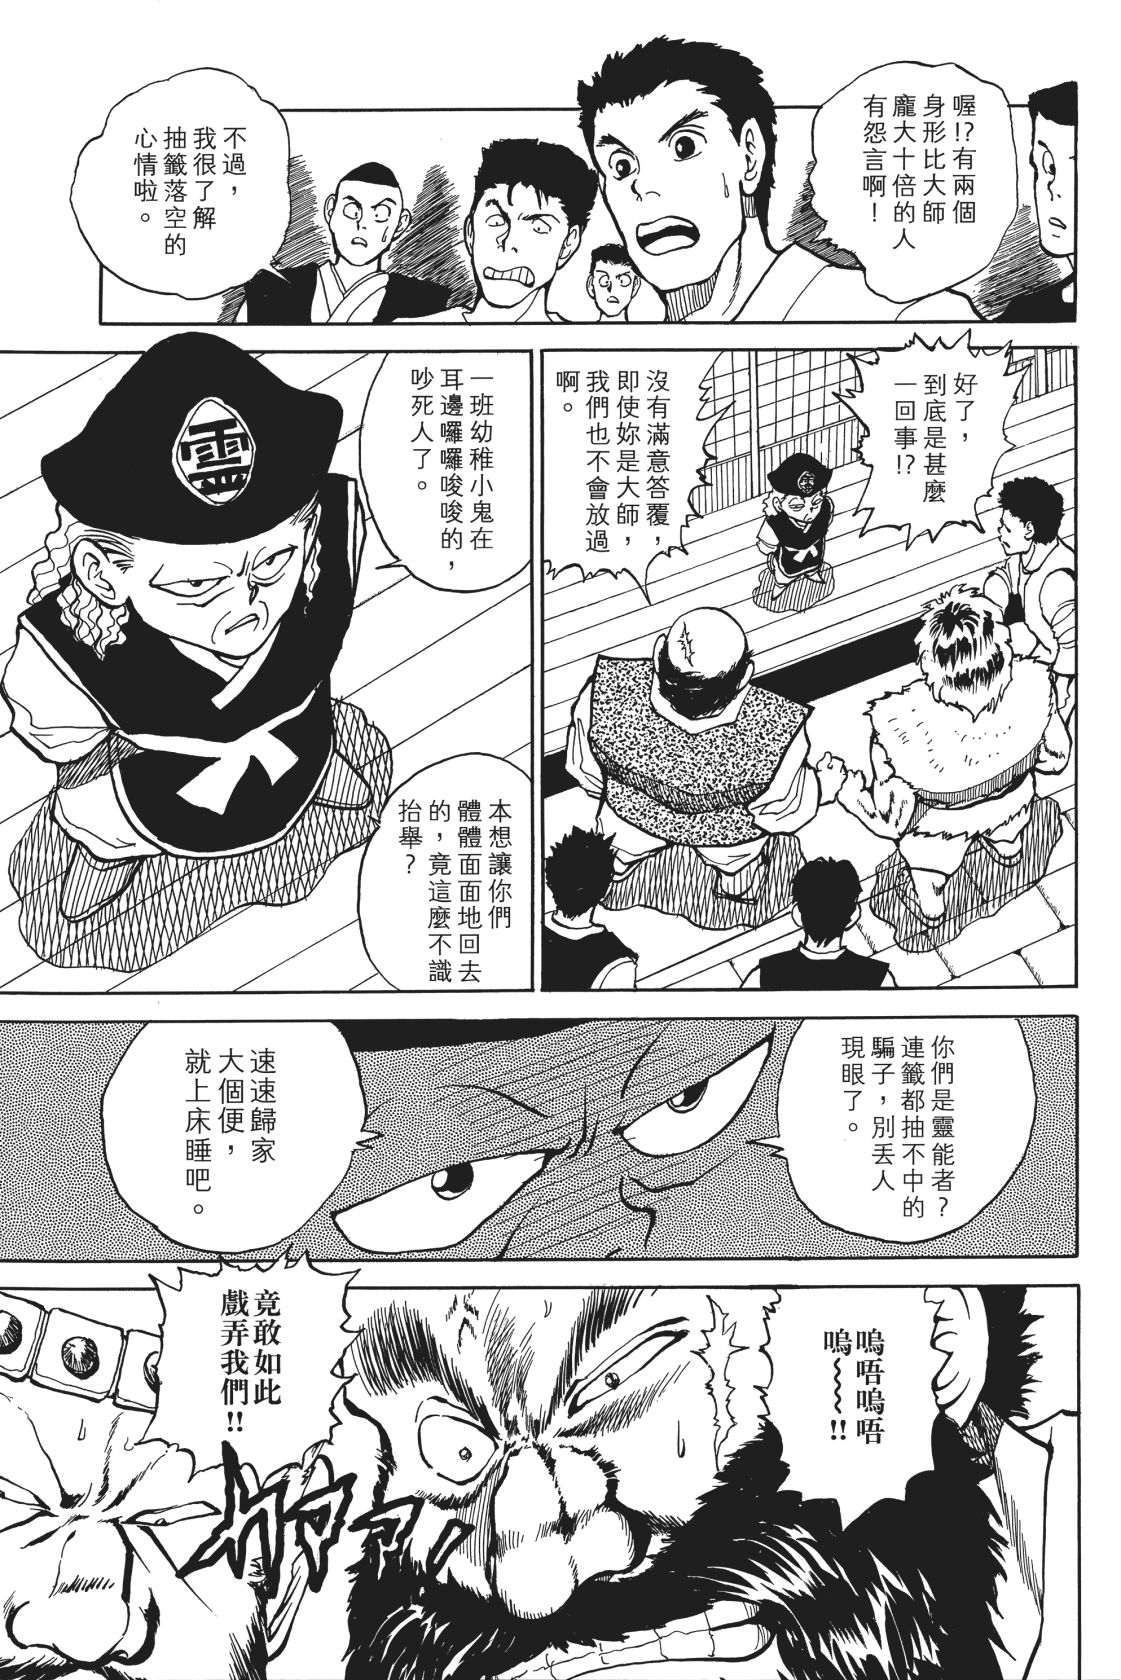 喔!?有兩個
身形比大師
龐大十倍的人
有怨言啊!
不過，
我很了解
抽籤落空的
心情啦。
好了，
到底是甚麼
一回事!?
沒有滿意答覆，
即使妳是大師，
我們也不會放過
啊。
一班幼稚小鬼在
耳邊囉囉唆唆的，
吵死人了。
靈
本想讓你們
體體面面地回去
的，竟這麼不識
抬舉?
你們是靈能者?
連籤都抽不中的
騙子，別丟人
現眼了。
速速歸家
大個便，
就上床睡吧。
嗚唔嗚唔
嗚~~!!
竟敢如此
戲弄我們!!